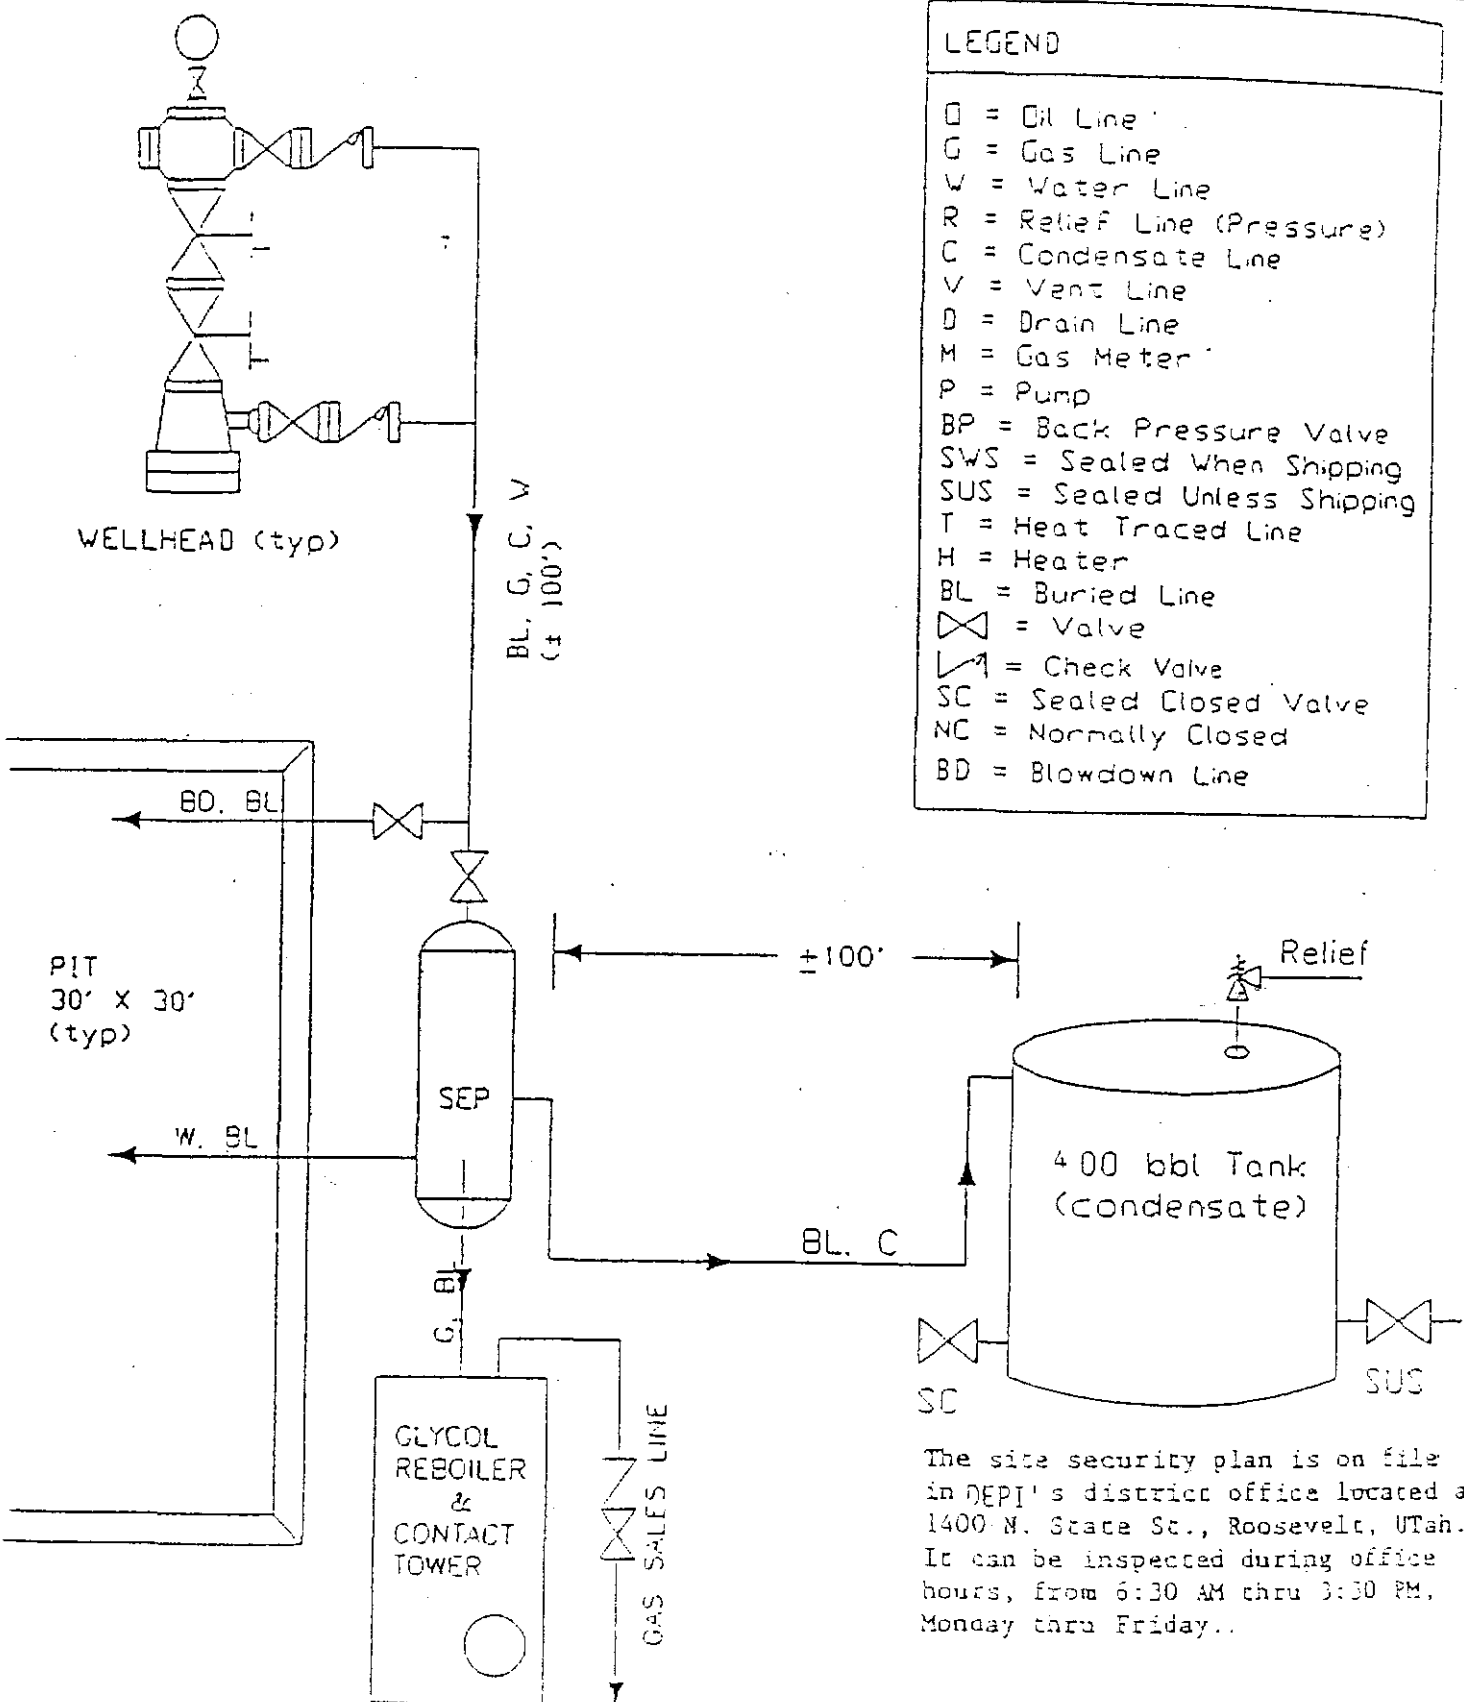 LEGEND
O = Oil Line
G = Gas Line
W = Water Line
R = Relief Line (Pressure)
C = Condensate Line
V = Vent Line
D = Drain Line
M = Gas Meter
P = Pump
BP = Back Pressure Valve
SWS = Sealed When Shipping
SUS = Sealed Unless Shipping
T = Heat Traced Line
H = Heater
BL = Buried Line
= Valve
= Check Valve
SC = Sealed Closed Valve
NC = Normally Closed
BD = Blowdown Line
WELLHEAD (typ)
BL, G, C, V
(± 100')
BD. BL
PIT
30' X 30'
(typ)
±100'
Relief
SEP
W. BL
400 bbl Tank
(condensate)
BL. C
G, BL
SC
SUS
GLYCOL
REBOILER
&
CONTACT
TOWER
GAS SALES LINE
The site security plan is on file
in DEPI's district office located a
1400 N. State St., Roosevelt, UTah.
It can be inspected during office
hours, from 6:30 AM thru 3:30 PM,
Monday thru Friday..